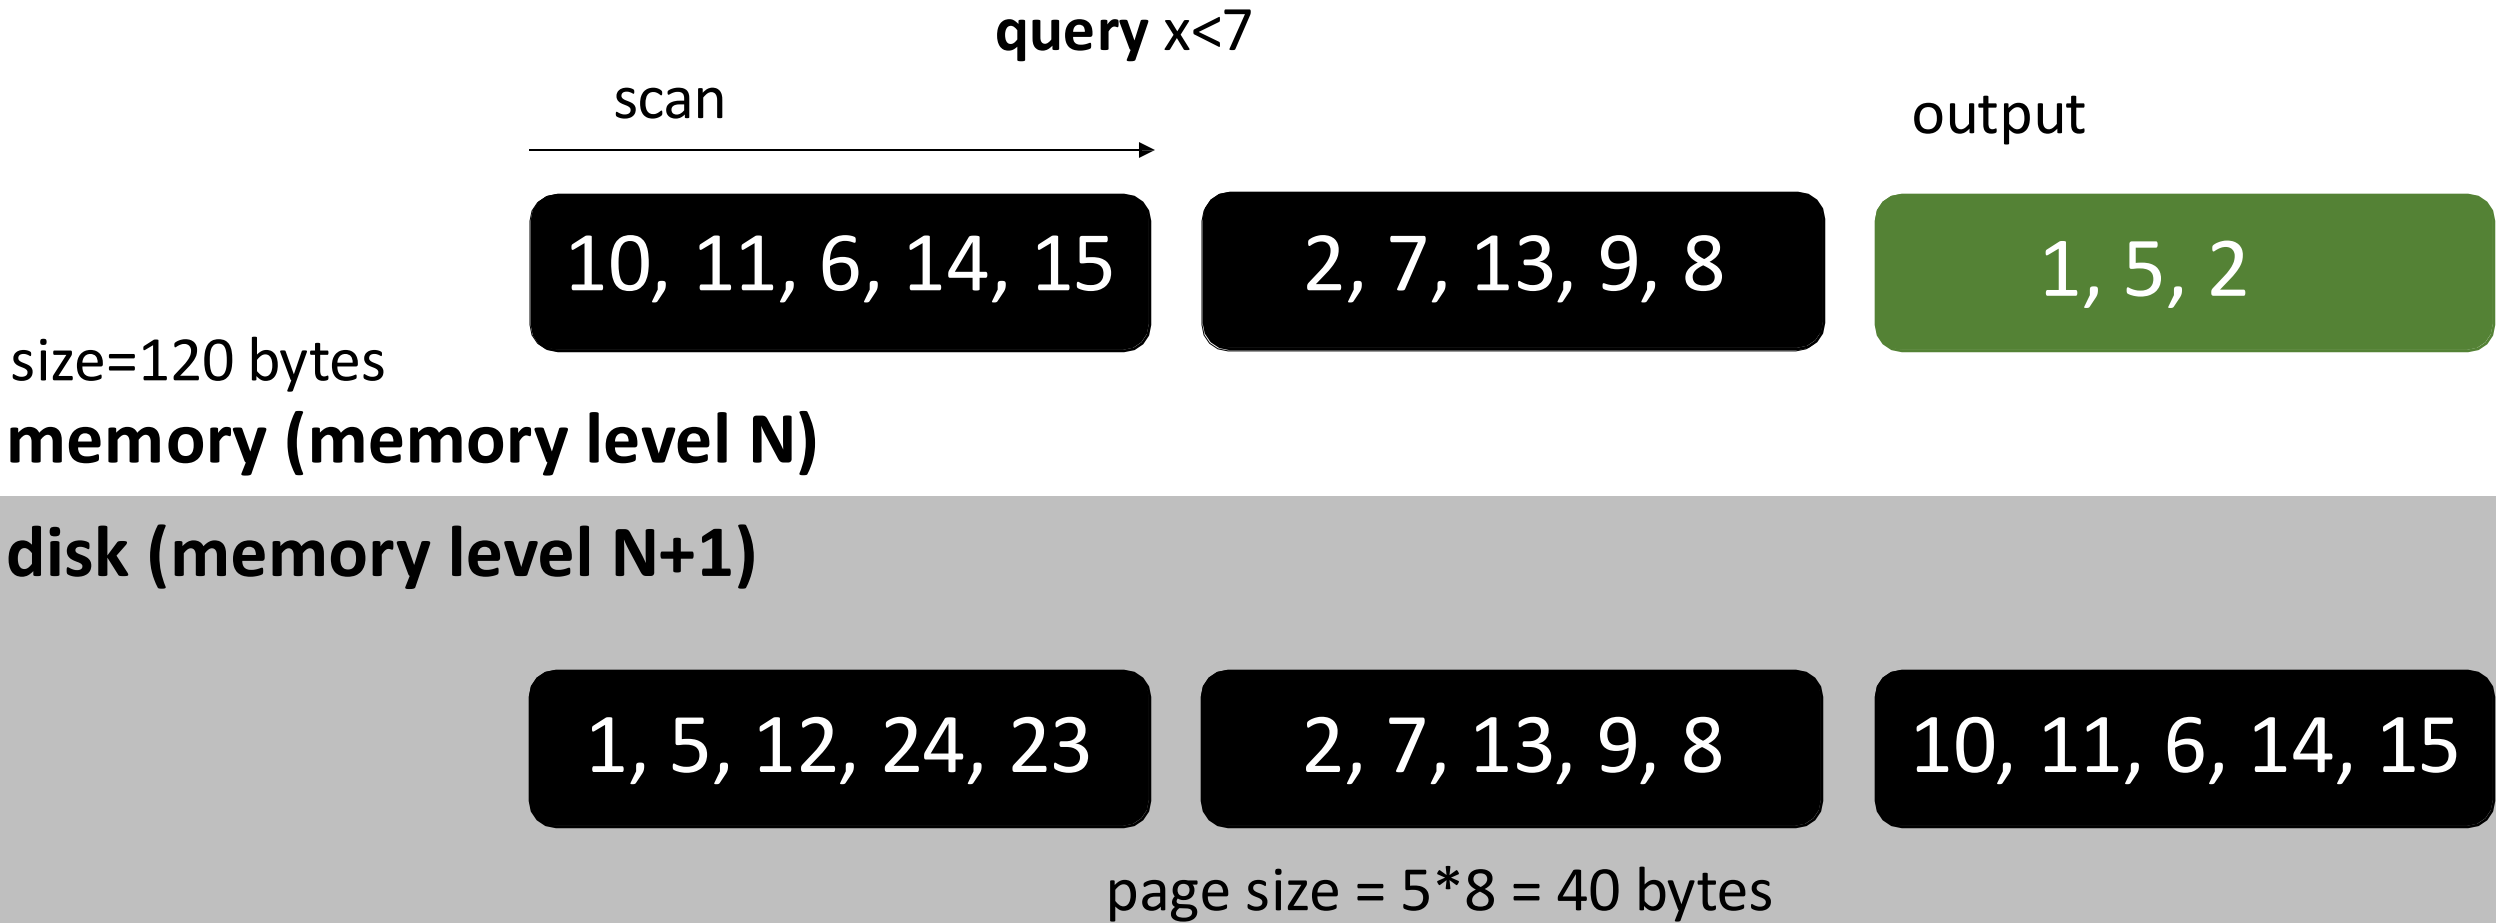 query x<7
scan
output
10, 11, 6, 14, 15
2, 7, 13, 9, 8
1, 5, 2
size=120 bytes
memory (memory level N)
disk (memory level N+1)
1, 5, 12, 24, 23
2, 7, 13, 9, 8
10, 11, 6, 14, 15
page size = 5*8 = 40 bytes